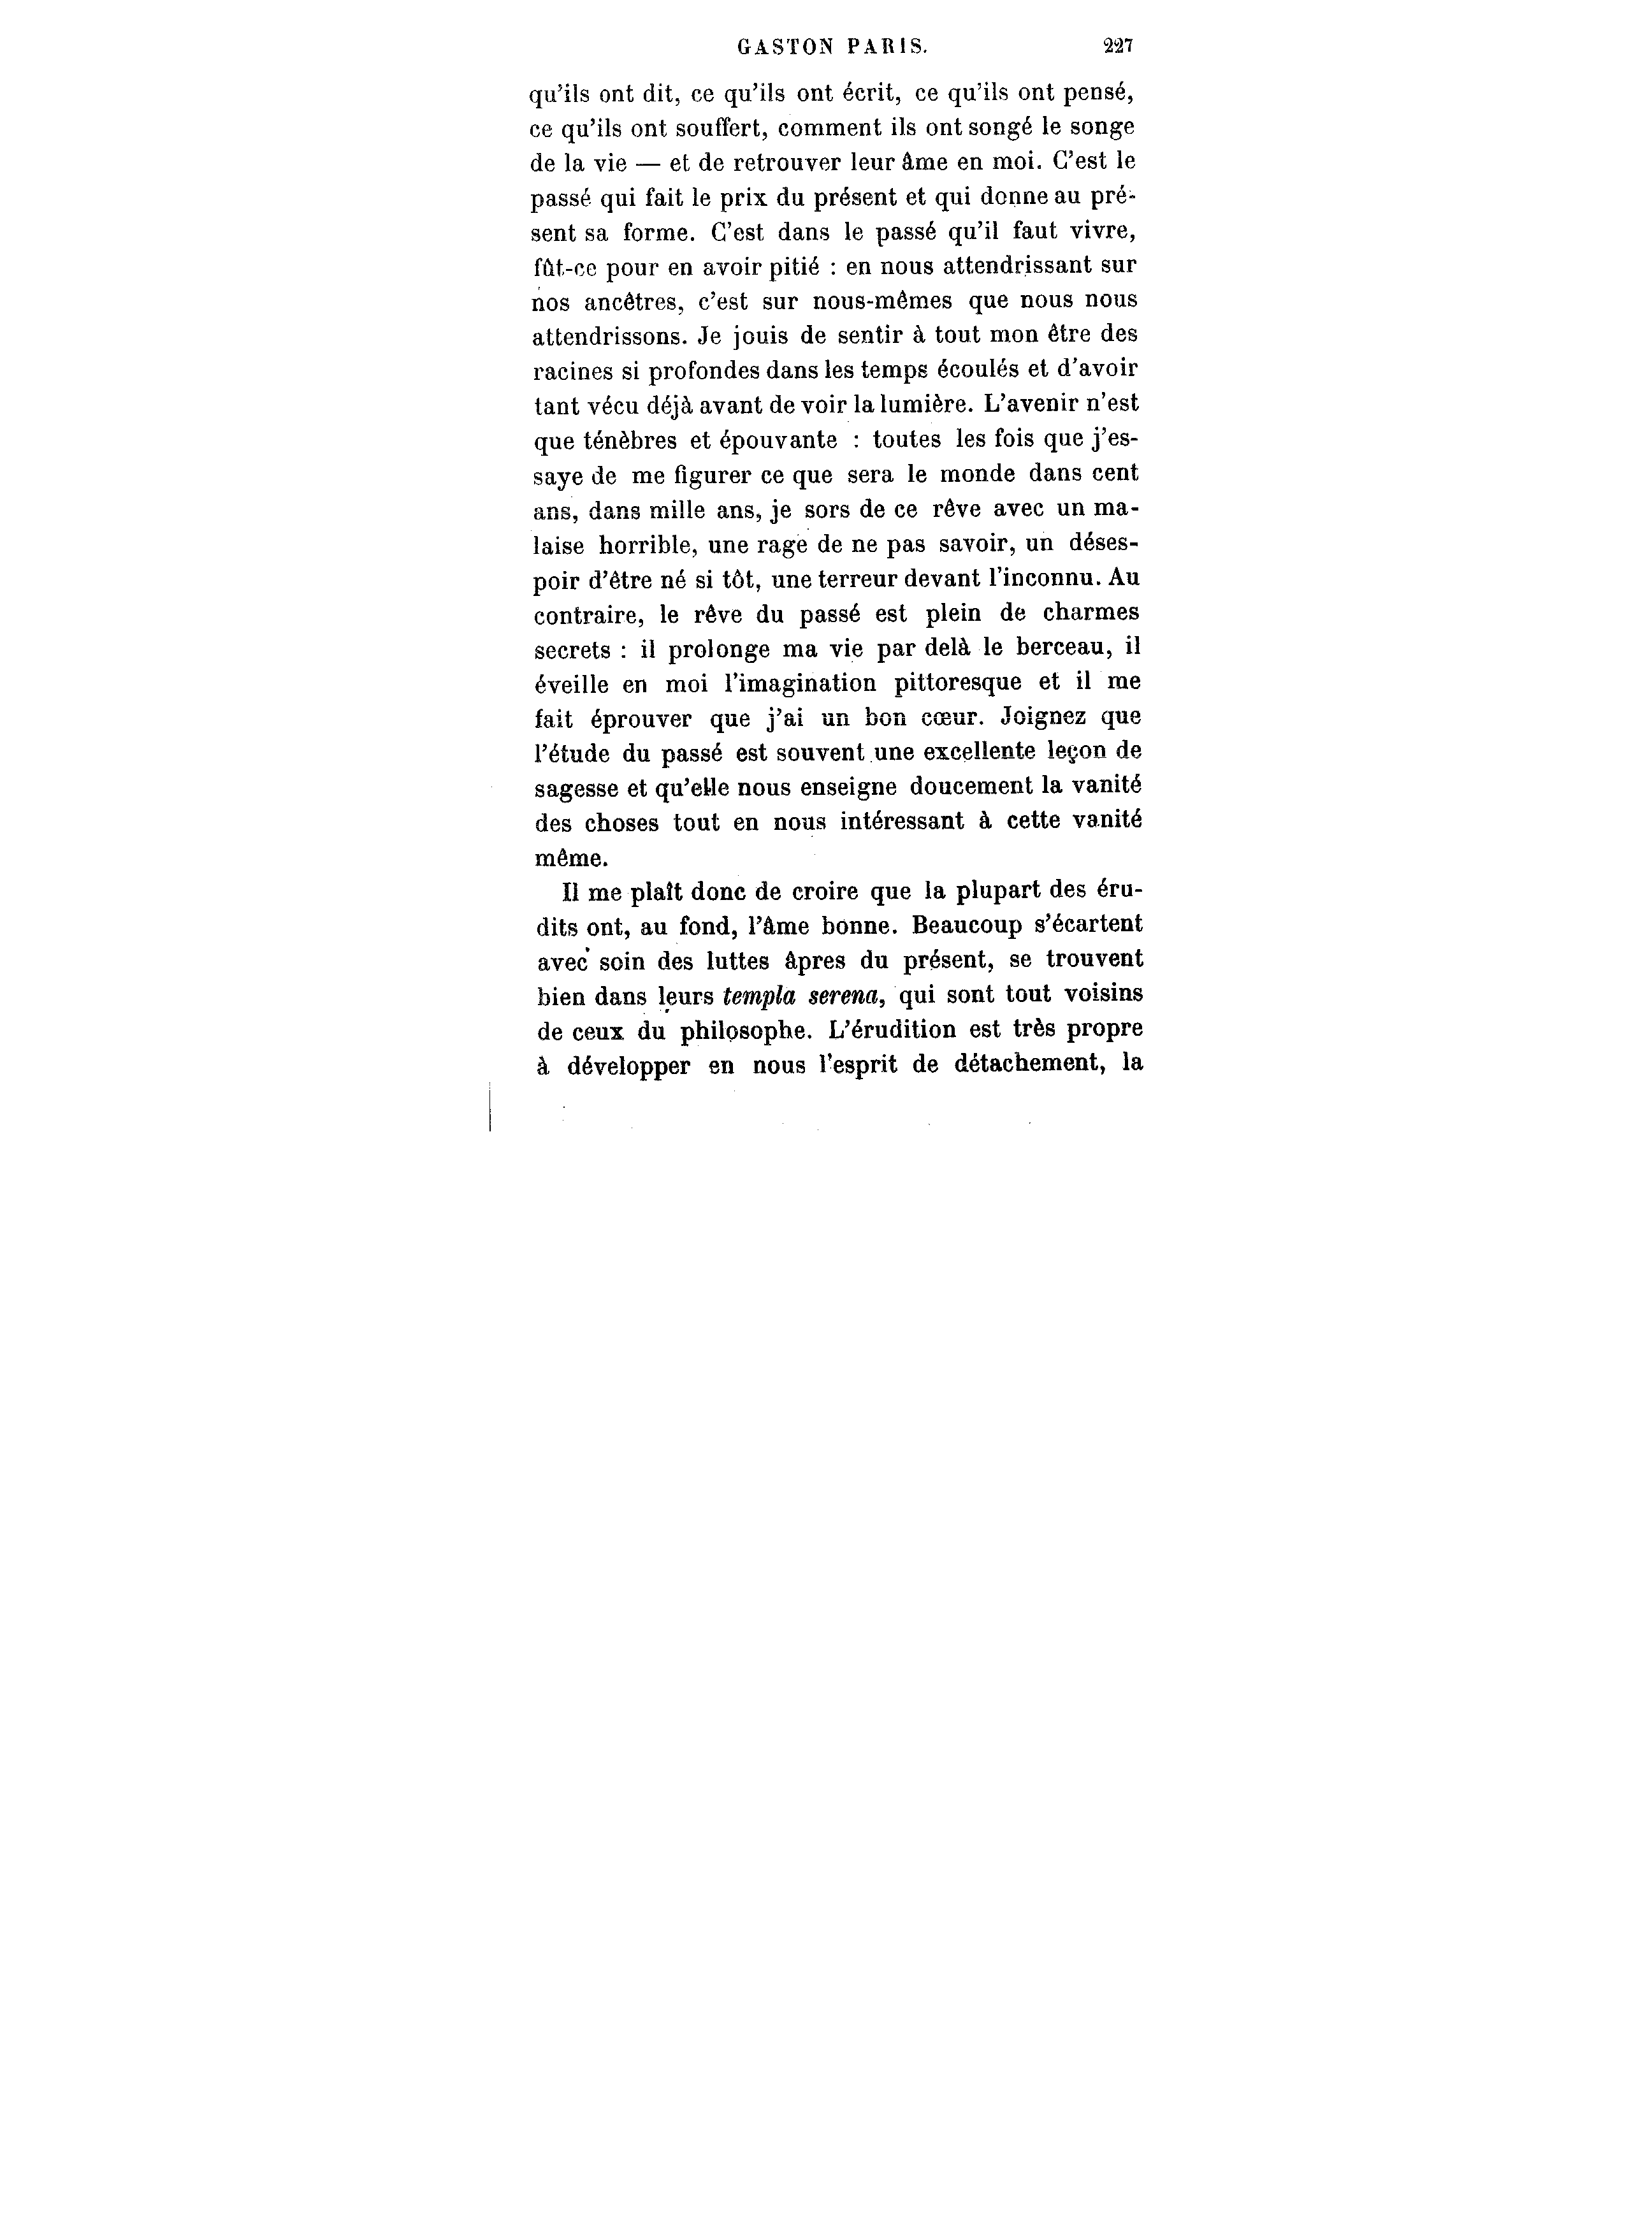 GASTON PARIS. 227
qu'ils ont dit, ce qu'ils ont écrit, ce qu'ils ont pensé,
ce qu'ils ont souffert, comment ils ont songé le songe
de la vie — et de retrouver leur âme en moi. C'est le
passé qui fait le prix du présent et qui donne au pré-
sent sa forme. C'est dans le passé qu'il faut vivre,
fût-ce pour en avoir pitié : en nous attendrissant sur
nos ancêtres, c'est sur nous-mêmes que nous nous
attendrissons. Je jouis de sentir à tout mon être des
racines si profondes dans les temps écoulés et d'avoir
tant vécu déjà avant de voir la lumière. L'avenir n'est
que ténèbres et épouvante : toutes les fois que j'es-
saye de me figurer ce que sera le monde dans cent
ans, dans mille ans, je sors de ce rêve avec un ma-
laise horrible, une rage de ne pas savoir, un déses-
poir d'être né si tôt, une terreur devant l'inconnu. Au
contraire, le rêve du passé est plein de charmes
secrets : il prolonge ma vie par delà le berceau, il
éveille en moi l'imagination pittoresque et il me
fait éprouver que j'ai un bon cœur. Joignez que
l'étude du passé est souvent une excellente leçon de
sagesse et qu'elle nous enseigne doucement la vanité
des choses tout en nous intéressant à cette vanité
même.
Il me plaît donc de croire que la plupart des éru-
dits ont, au fond, l'âme bonne. Beaucoup s'écartent
avec soin des luttes âpres du présent, se trouvent
bien dans leurs templa serena, qui sont tout voisins
de ceux du philosophe. L'érudition est très propre
à développer en nous l'esprit de détachement, la